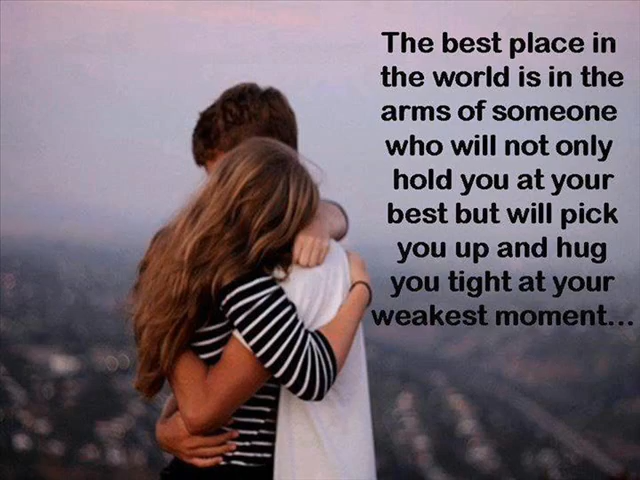 The best place in
the world is in the
arms of someone
who will not only
hold you at your
best but will pick
you up and hug
you tight at your
weakest moment...